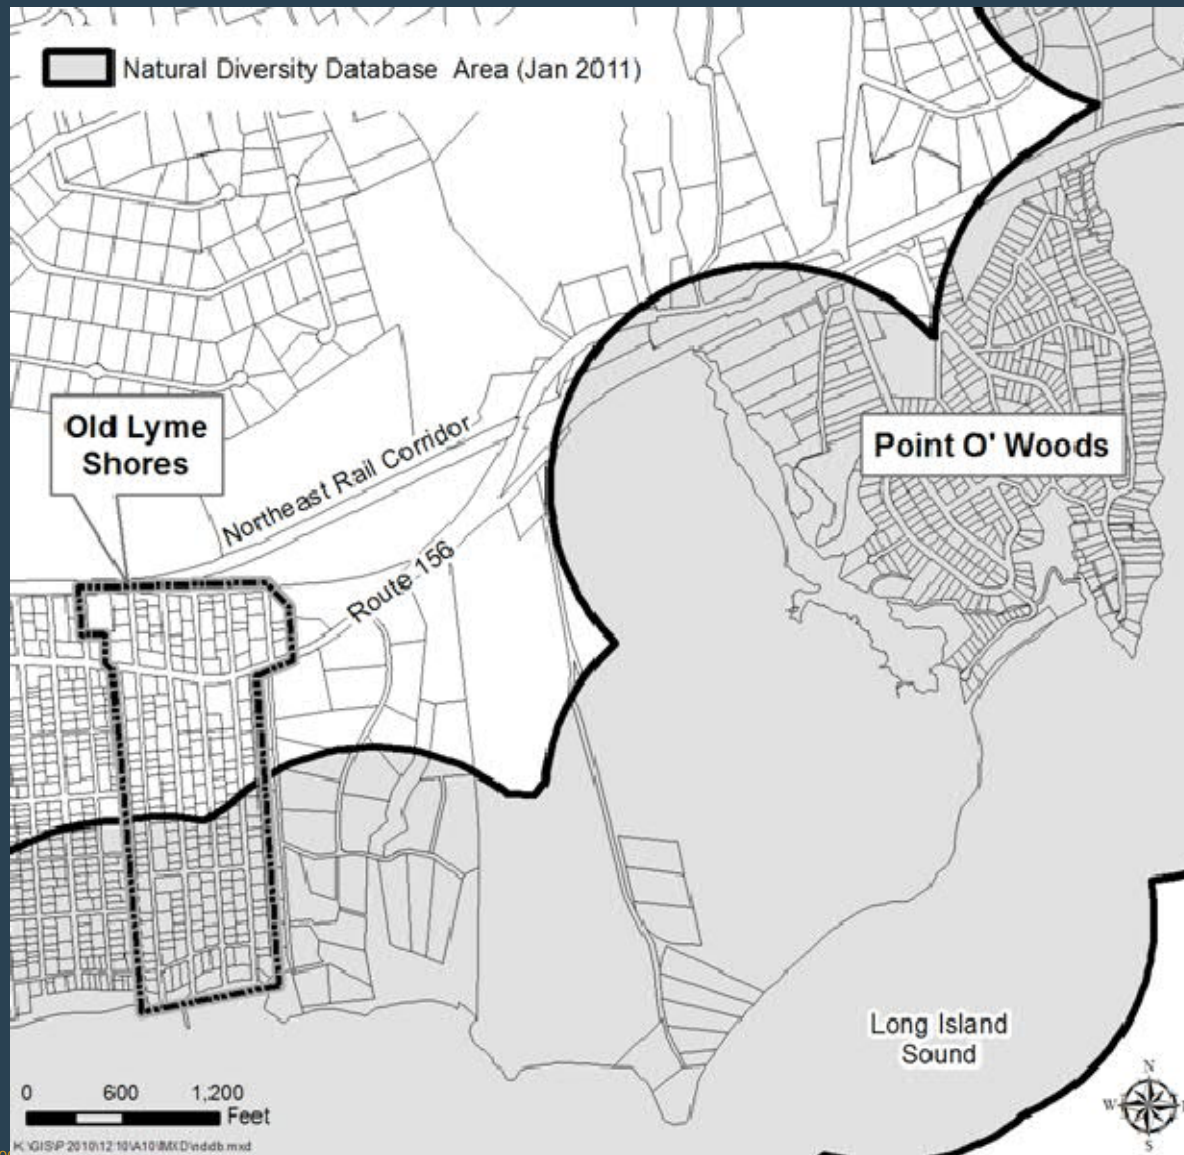 Natural Diversity Database Area (Jan 2011)
Old Lyme
Shores
Northeast Rail Corridor
Point O' Woods
Route 156
Long Island
Sound
0 600 1,200
Feet
N
W
S